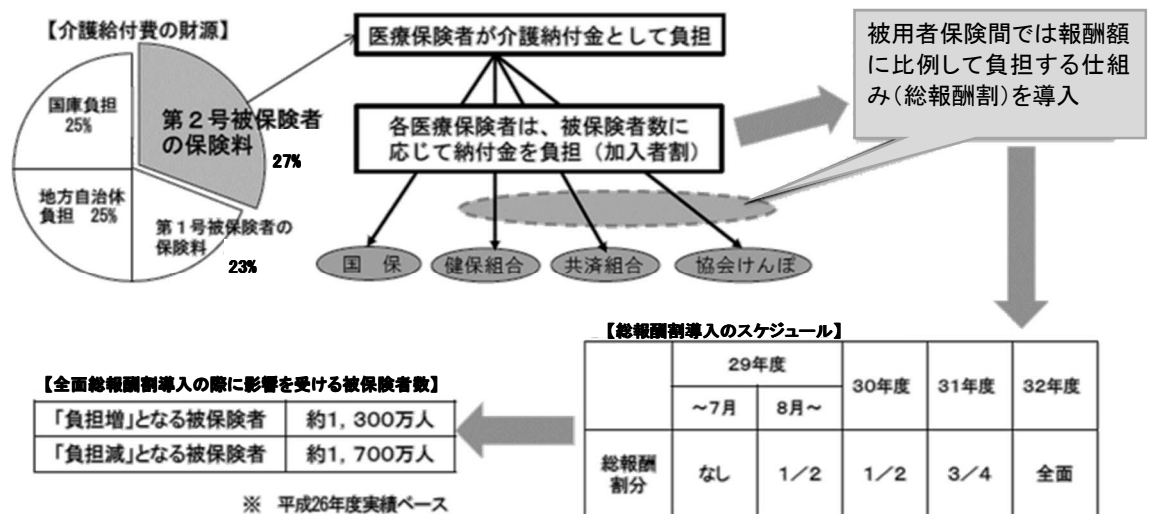 【介護給付費の財源】
国庫負担
25%
第２号被保険者
の保険料
27%
地方自治体
負担 25%
第１号被保険者の
保険料
23%
医療保険者が介護納付金として負担
各医療保険者は、被保険者数に
応じて納付金を負担（加入者割）
国 保
健保組合
共済組合
協会けんぽ
被用者保険間では報酬額
に比例して負担する仕組
み（総報酬割）を導入
【総報酬割導入のスケジュール】
29年度
30年度
31年度
32年度
～7月
8月～
総報酬
割分
なし
1／2
1／2
3／4
全面
【全面総報酬割導入の際に影響を受ける被保険者数】
「負担増」となる被保険者 約1，300万人
「負担減」となる被保険者 約1，700万人
※ 平成26年度実績ベース